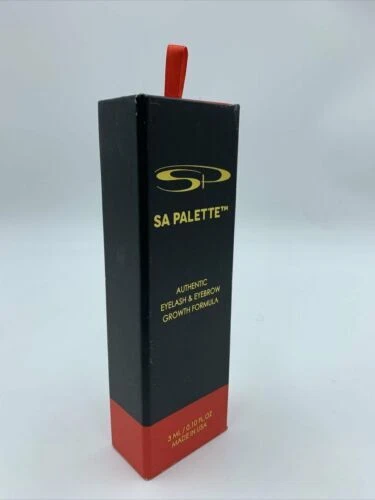 SP
SA PALETTE™
AUTHENTIC
EYELASH & EYEBROW
GROWTH FORMULA
3 ML / 0.10 FL OZ
MADE IN USA